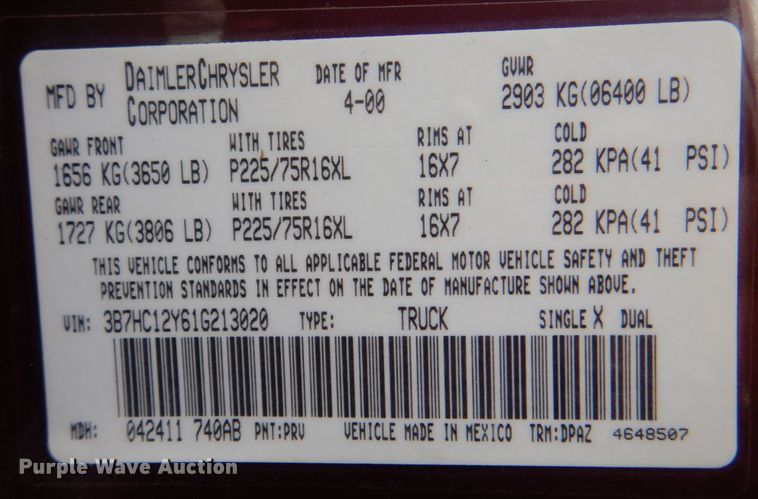 MFD BY DAIMLERCHRYSLER CORPORATION DATE OF MFR 4-00 GVWR 2903 KG(06400 LB)
GAWR FRONT WITH TIRES RIMS AT COLD
1656 KG(3650 LB) P225/75R16XL 16X7 282 KPA(41 PSI)
GAWR REAR WITH TIRES RIMS AT COLD
1727 KG(3806 LB) P225/75R16XL 16X7 282 KPA(41 PSI)
THIS VEHICLE CONFORMS TO ALL APPLICABLE FEDERAL MOTOR VEHICLE SAFETY AND THEFT
PREVENTION STANDARDS IN EFFECT ON THE DATE OF MANUFACTURE SHOWN ABOVE.
VIN: 3B7HC12Y61G213020 TYPE: TRUCK SINGLE X DUAL
MDH: 042411 740AB PNT:PRV VEHICLE MADE IN MEXICO TRM:DPAZ 4648507
Purple Wave Auction